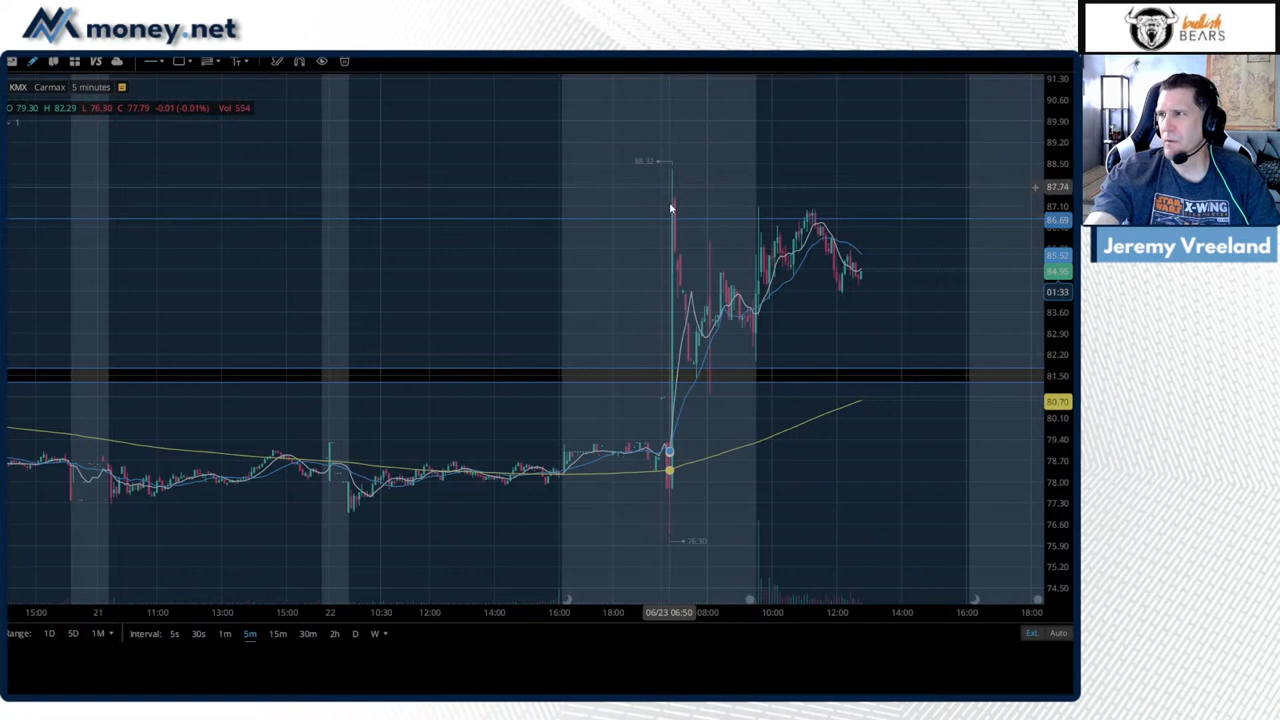 money.net
bullish
BEARS
VS
T
KMX Carmax 5 minutes
O 79.30 H 82.29 L 76.30 C 77.79 -0.01 (-0.01%) Vol 554
1
91.30
90.60
89.90
89.20
88.50
88.32
87.74
87.10
86.69
85.52
84.95
01:33
83.60
82.90
82.20
81.50
80.70
80.10
79.40
78.70
78.00
77.30
76.60
76.30
75.90
75.20
74.50
STAR
WARS X-WING
Jeremy Vreeland
15:00 21 11:00 13:00 15:00 22 10:30 12:00 14:00 16:00 18:00 06/23 06:50 08:00 10:00 12:00 14:00 16:00 18:00
Range: 1D 5D 1M Interval: 5s 30s 1m 5m 15m 30m 2h D W Ext. Auto